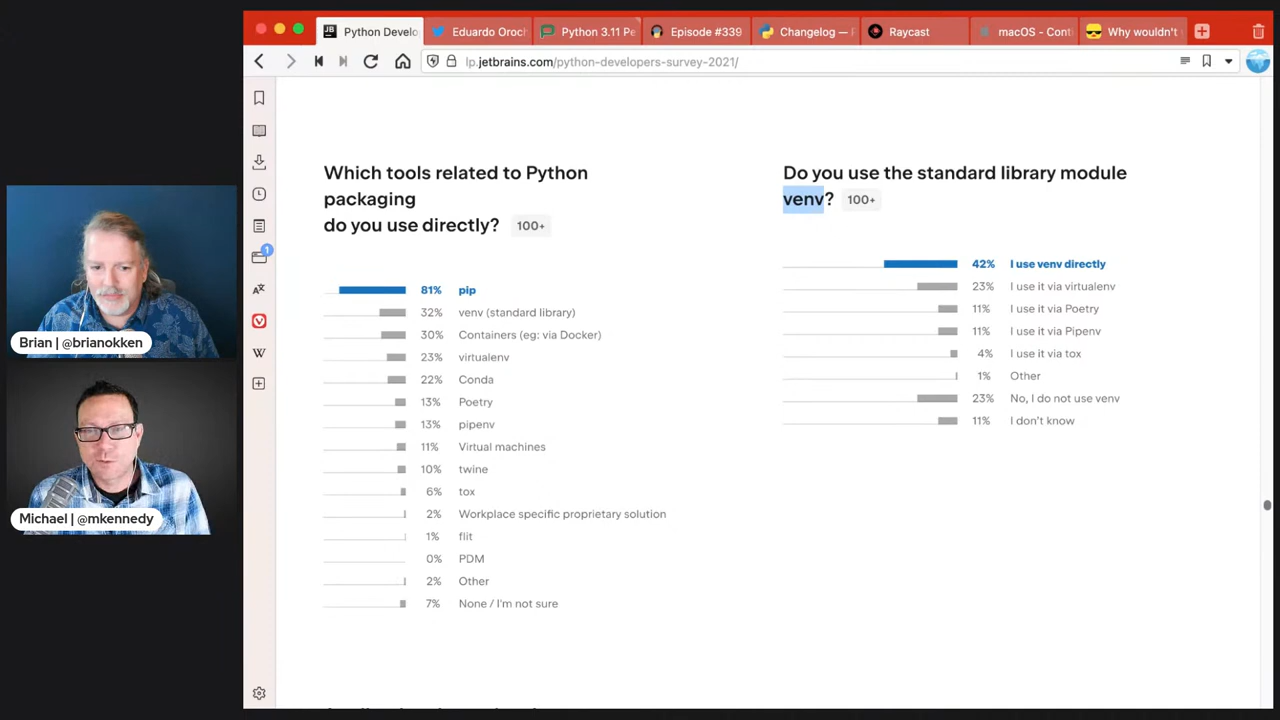 Python Develo
Eduardo Oroch
Python 3.11 Pe
Episode #339
Changelog —
Raycast
macOS - Conti
Why wouldn't
lp.jetbrains.com/python-developers-survey-2021/
Which tools related to Python
packaging
do you use directly? 100+
81% pip
32% venv (standard library)
30% Containers (eg: via Docker)
23% virtualenv
22% Conda
13% Poetry
13% pipenv
11% Virtual machines
10% twine
6% tox
2% Workplace specific proprietary solution
1% flit
0% PDM
2% Other
7% None / I'm not sure
Do you use the standard library module
venv? 100+
42% I use venv directly
23% I use it via virtualenv
11% I use it via Poetry
11% I use it via Pipenv
4% I use it via tox
1% Other
23% No, I do not use venv
11% I don't know
1
W
Brian | @brianokken
Michael | @mkennedy